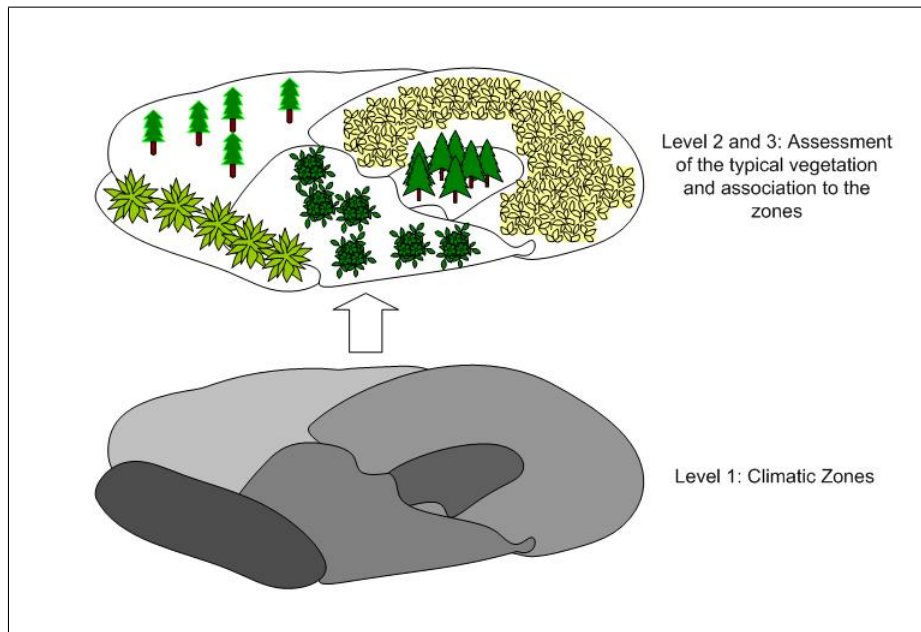 Level 2 and 3: Assessment
of the typical vegetation
and association to the
zones
Level 1: Climatic Zones